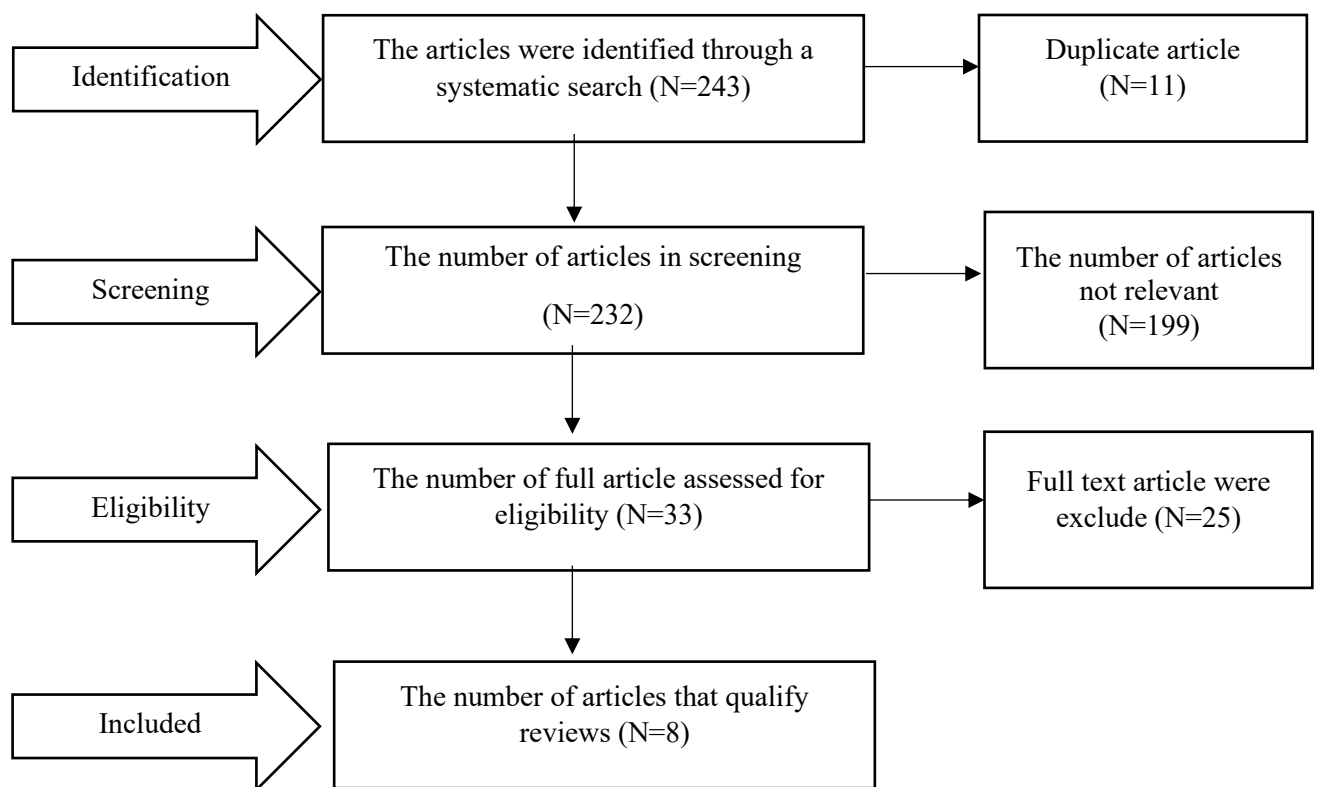 Identification
The articles were identified through a
systematic search (N=243)
Duplicate article
(N=11)
Screening
The number of articles in screening
(N=232)
The number of articles
not relevant
(N=199)
Eligibility
The number of full article assessed for
eligibility (N=33)
Full text article were
exclude (N=25)
Included
The number of articles that qualify
reviews (N=8)